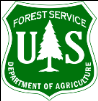 FOREST SERVICE
U S
DEPARTMENT OF AGRICULTURE